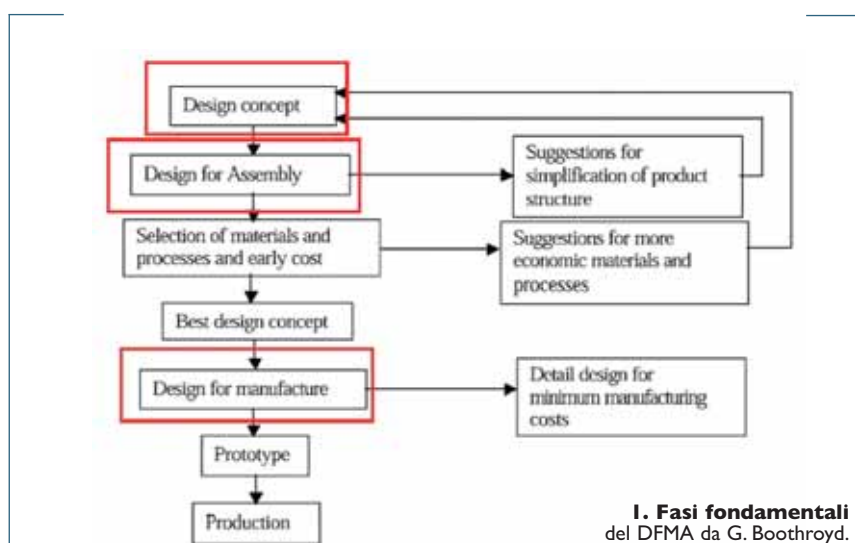 Design concept
Design for Assembly
Suggestions for
simplification of product
structure
Selection of materials and
processes and early cost
Suggestions for more
economic materials and
processes
Best design concept
Design for manufacture
Detail design for
minimum manufacturing
costs
Prototype
Production
1. Fasi fondamentali
del DFMA da G. Boothroyd.